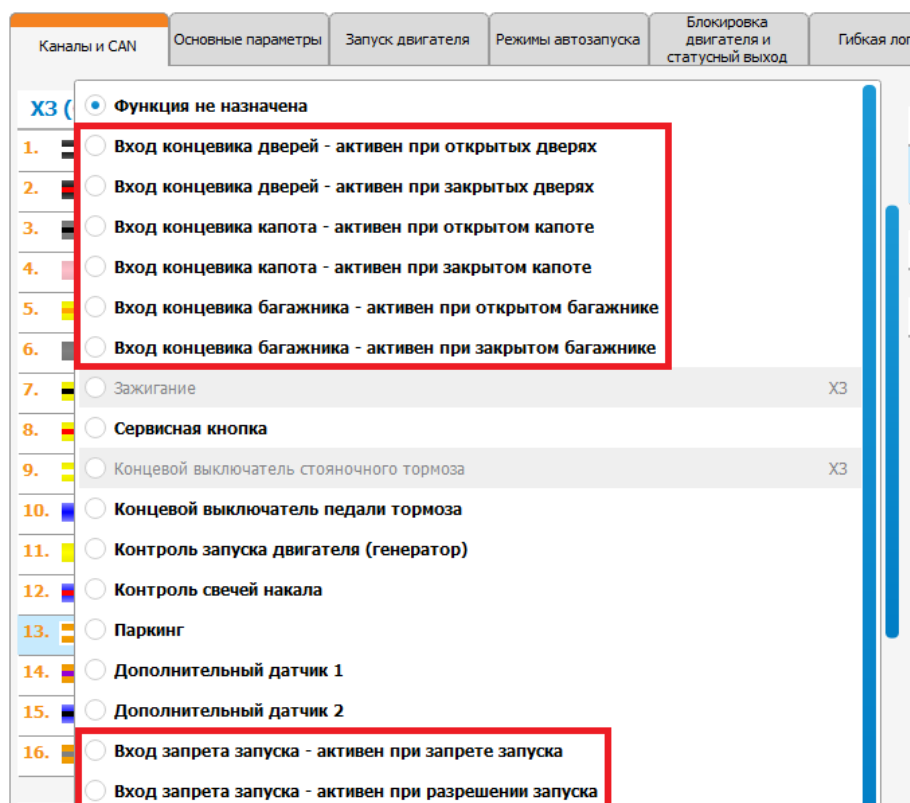 Каналы и CAN
Основные параметры
Запуск двигателя
Режимы автозапуска
Блокировка
двигателя и
статусный выход
Гибкая лог
X3 (
Функция не назначена
1. Вход концевика дверей - активен при открытых дверях
2. Вход концевика дверей - активен при закрытых дверях
3. Вход концевика капота - активен при открытом капоте
4. Вход концевика капота - активен при закрытом капоте
5. Вход концевика багажника - активен при открытом багажнике
6. Вход концевика багажника - активен при закрытом багажнике
7. Зажигание X3
8. Сервисная кнопка
9. Концевой выключатель стояночного тормоза X3
10. Концевой выключатель педали тормоза
11. Контроль запуска двигателя (генератор)
12. Контроль свечей накала
13. Паркинг
14. Дополнительный датчик 1
15. Дополнительный датчик 2
16. Вход запрета запуска - активен при запрете запуска
Вход запрета запуска - активен при разрешении запуска